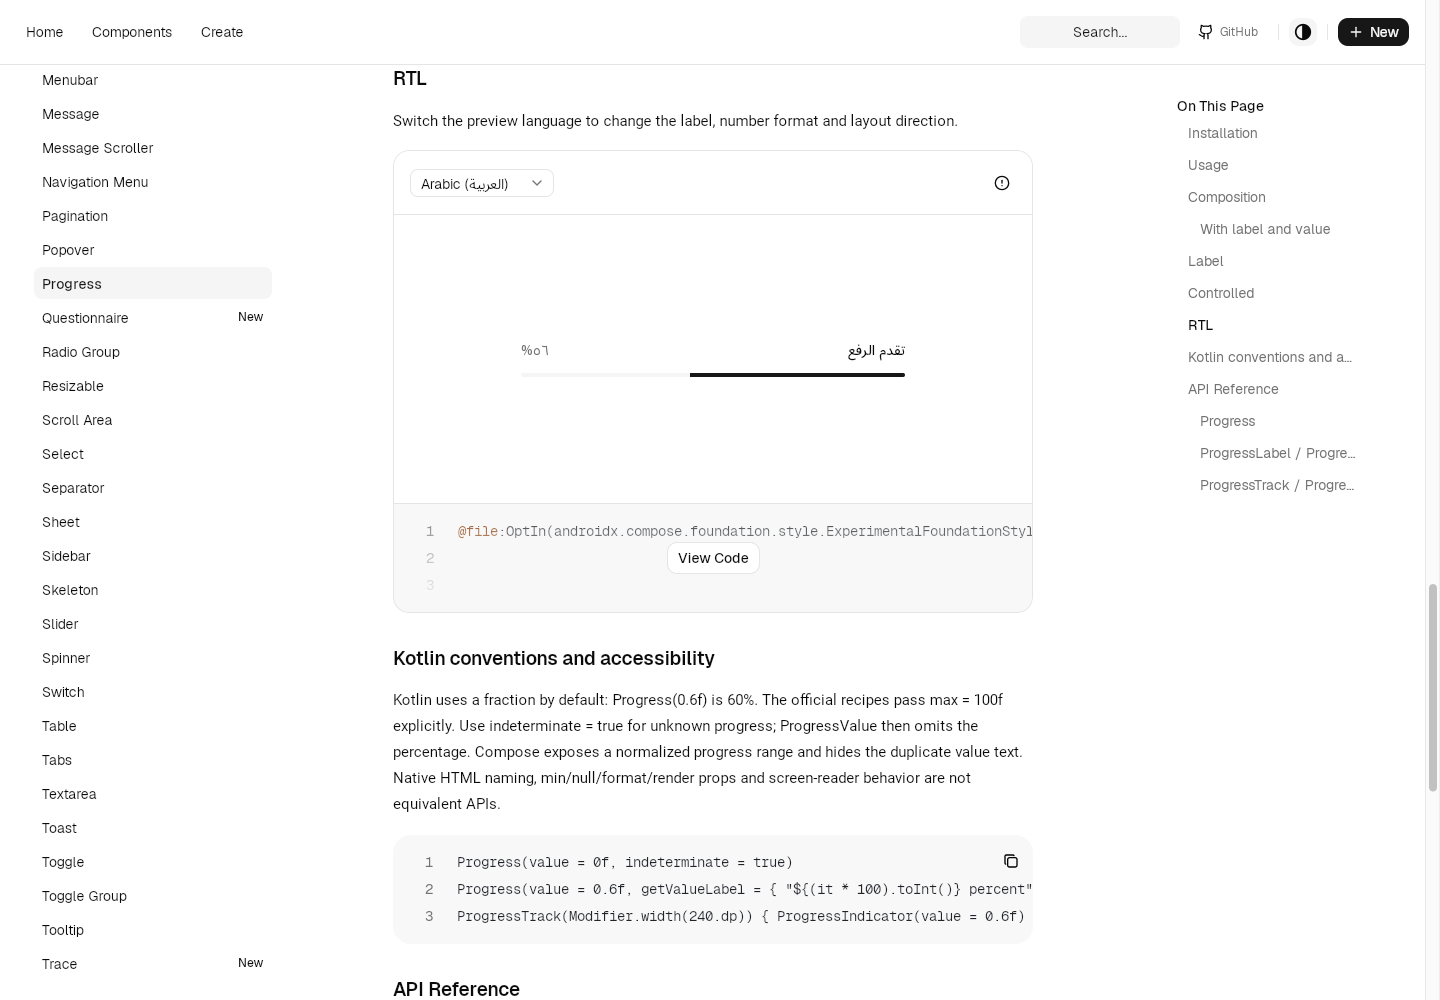 Home
Components
Create
Search...
GitHub
New
Menubar
Message
Message Scroller
Navigation Menu
Pagination
Popover
Progress
Questionnaire New
Radio Group
Resizable
Scroll Area
Select
Separator
Sheet
Sidebar
Skeleton
Slider
Spinner
Switch
Table
Tabs
Textarea
Toast
Toggle
Toggle Group
Tooltip
Trace New
RTL
Switch the preview language to change the label, number format and layout direction.
Arabic (العربية)
تقدم الرفع
%٥٦
1 @file:OptIn(androidx.compose.foundation.style.ExperimentalFoundationStyl
2
3
View Code
Kotlin conventions and accessibility
Kotlin uses a fraction by default: Progress(0.6f) is 60%. The official recipes pass max = 100f
explicitly. Use indeterminate = true for unknown progress; ProgressValue then omits the
percentage. Compose exposes a normalized progress range and hides the duplicate value text.
Native HTML naming, min/null/format/render props and screen-reader behavior are not
equivalent APIs.
1 Progress(value = 0f, indeterminate = true)
2 Progress(value = 0.6f, getValueLabel = { "${(it * 100).toInt()} percent"
3 ProgressTrack(Modifier.width(240.dp)) { ProgressIndicator(value = 0.6f)
API Reference
On This Page
Installation
Usage
Composition
With label and value
Label
Controlled
RTL
Kotlin conventions and a...
API Reference
Progress
ProgressLabel / Progre...
ProgressTrack / Progre...